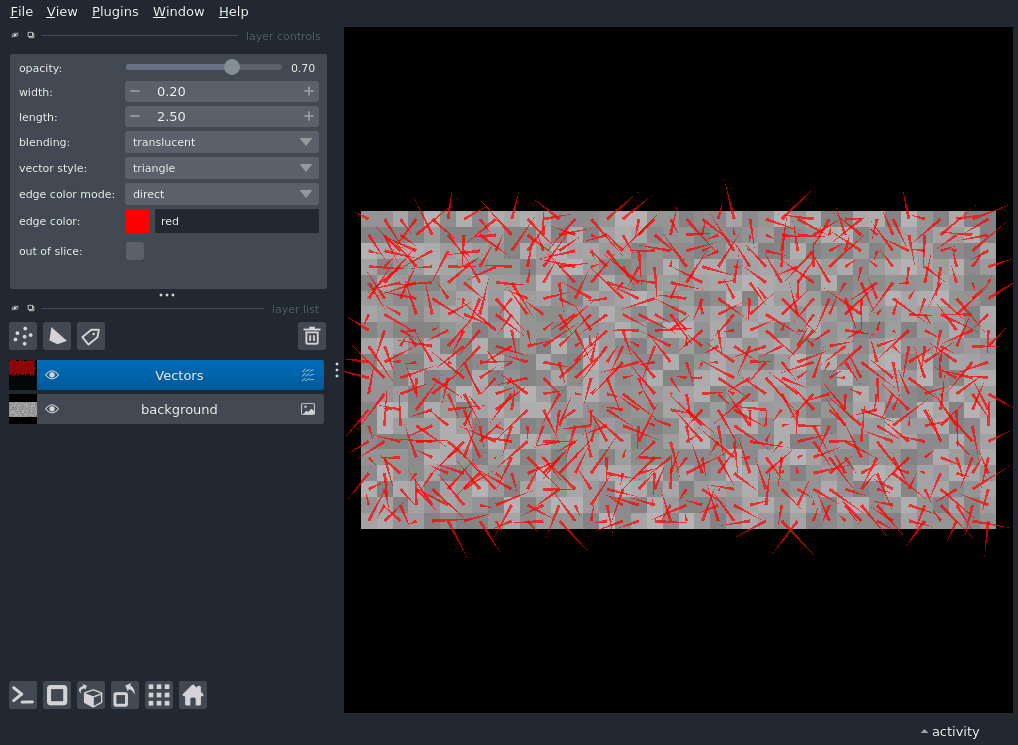 File View Plugins Window Help
layer controls
opacity: 0.70
width: − 0.20 +
length: − 2.50 +
blending: translucent
vector style: triangle
edge color mode: direct
edge color: red
out of slice:
layer list
Vectors
background
activity